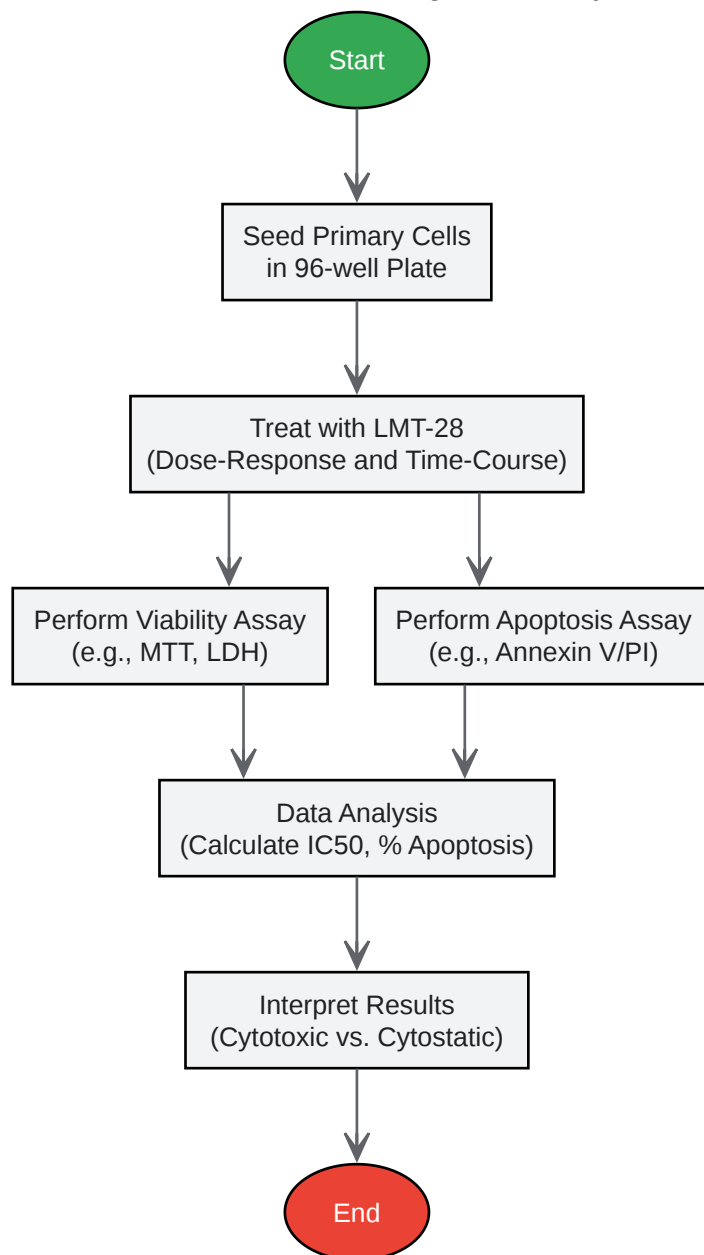 Start
Seed Primary Cells
in 96-well Plate
Treat with LMT-28
(Dose-Response and Time-Course)
Perform Viability Assay
(e.g., MTT, LDH)
Perform Apoptosis Assay
(e.g., Annexin V/PI)
Data Analysis
(Calculate IC50, % Apoptosis)
Interpret Results
(Cytotoxic vs. Cytostatic)
End